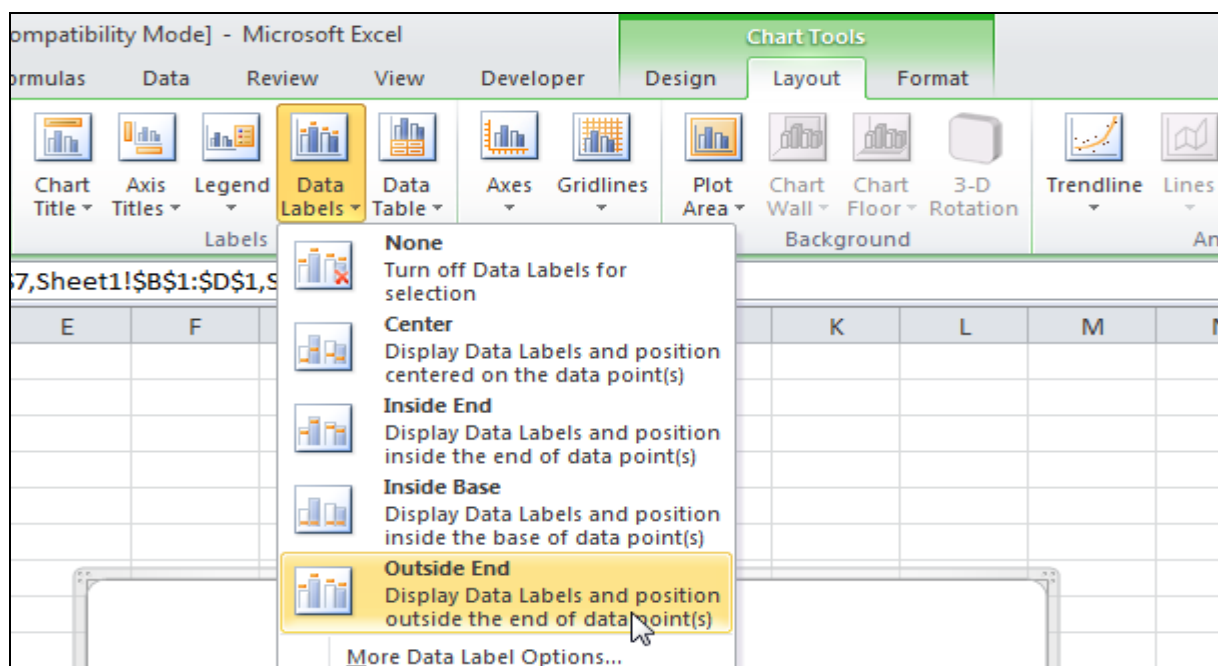 ompatibility Mode] - Microsoft Excel
Chart Tools
ormulas Data Review View Developer Design Layout Format
Chart Title Axis Titles Legend Data Labels Data Table Axes Gridlines Plot Area Chart Wall Chart Floor 3-D Rotation Trendline Lines
Labels Background An
$7,Sheet1!$B$1:$D$1,S
E F K L M
None
Turn off Data Labels for
selection
Center
Display Data Labels and position
centered on the data point(s)
Inside End
Display Data Labels and position
inside the end of data point(s)
Inside Base
Display Data Labels and position
inside the base of data point(s)
Outside End
Display Data Labels and position
outside the end of data point(s)
More Data Label Options...